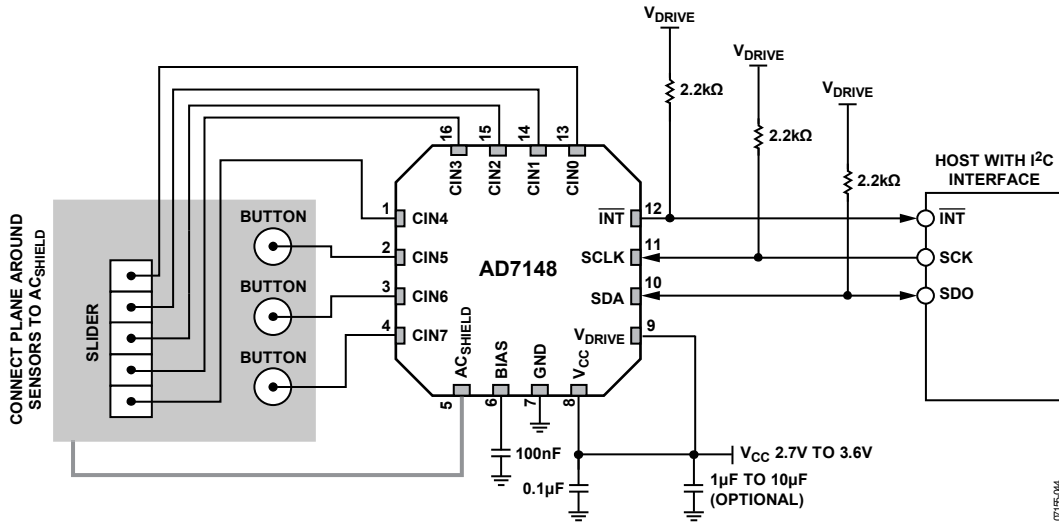 VDRIVE
VDRIVE
VDRIVE
2.2kΩ
2.2kΩ
2.2kΩ
HOST WITH I2C
INTERFACE
INT
SCK
SDO
16
15
14
13
CIN3
CIN2
CIN1
CIN0
1
CIN4
2
CIN5
3
CIN6
4
CIN7
AD7148
INT
12
SCLK
11
SDA
10
VDRIVE
9
ACSHIELD
BIAS
GND
VCC
5
6
7
8
CONNECT PLANE AROUND
SENSORS TO ACSHIELD
SLIDER
BUTTON
BUTTON
BUTTON
100nF
0.1µF
VCC 2.7V TO 3.6V
1µF TO 10µF
(OPTIONAL)
07155-044